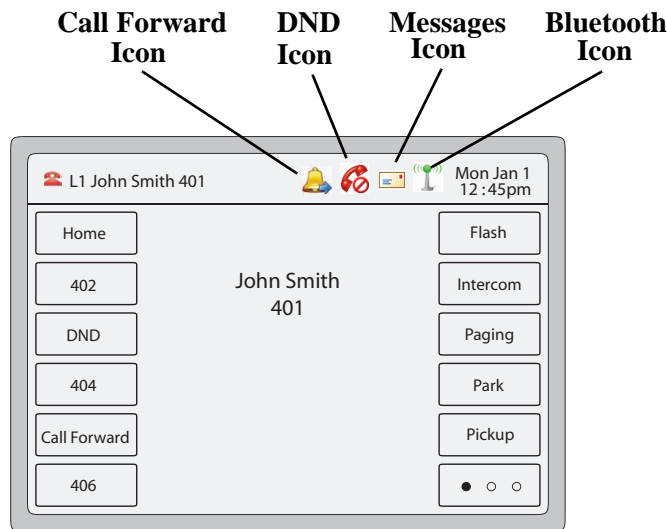 Call Forward Icon
DND Icon
Messages Icon
Bluetooth Icon
L1 John Smith 401
Mon Jan 1
12 :45pm
Home
Flash
402
John Smith
401
Intercom
DND
Paging
404
Park
Call Forward
Pickup
406